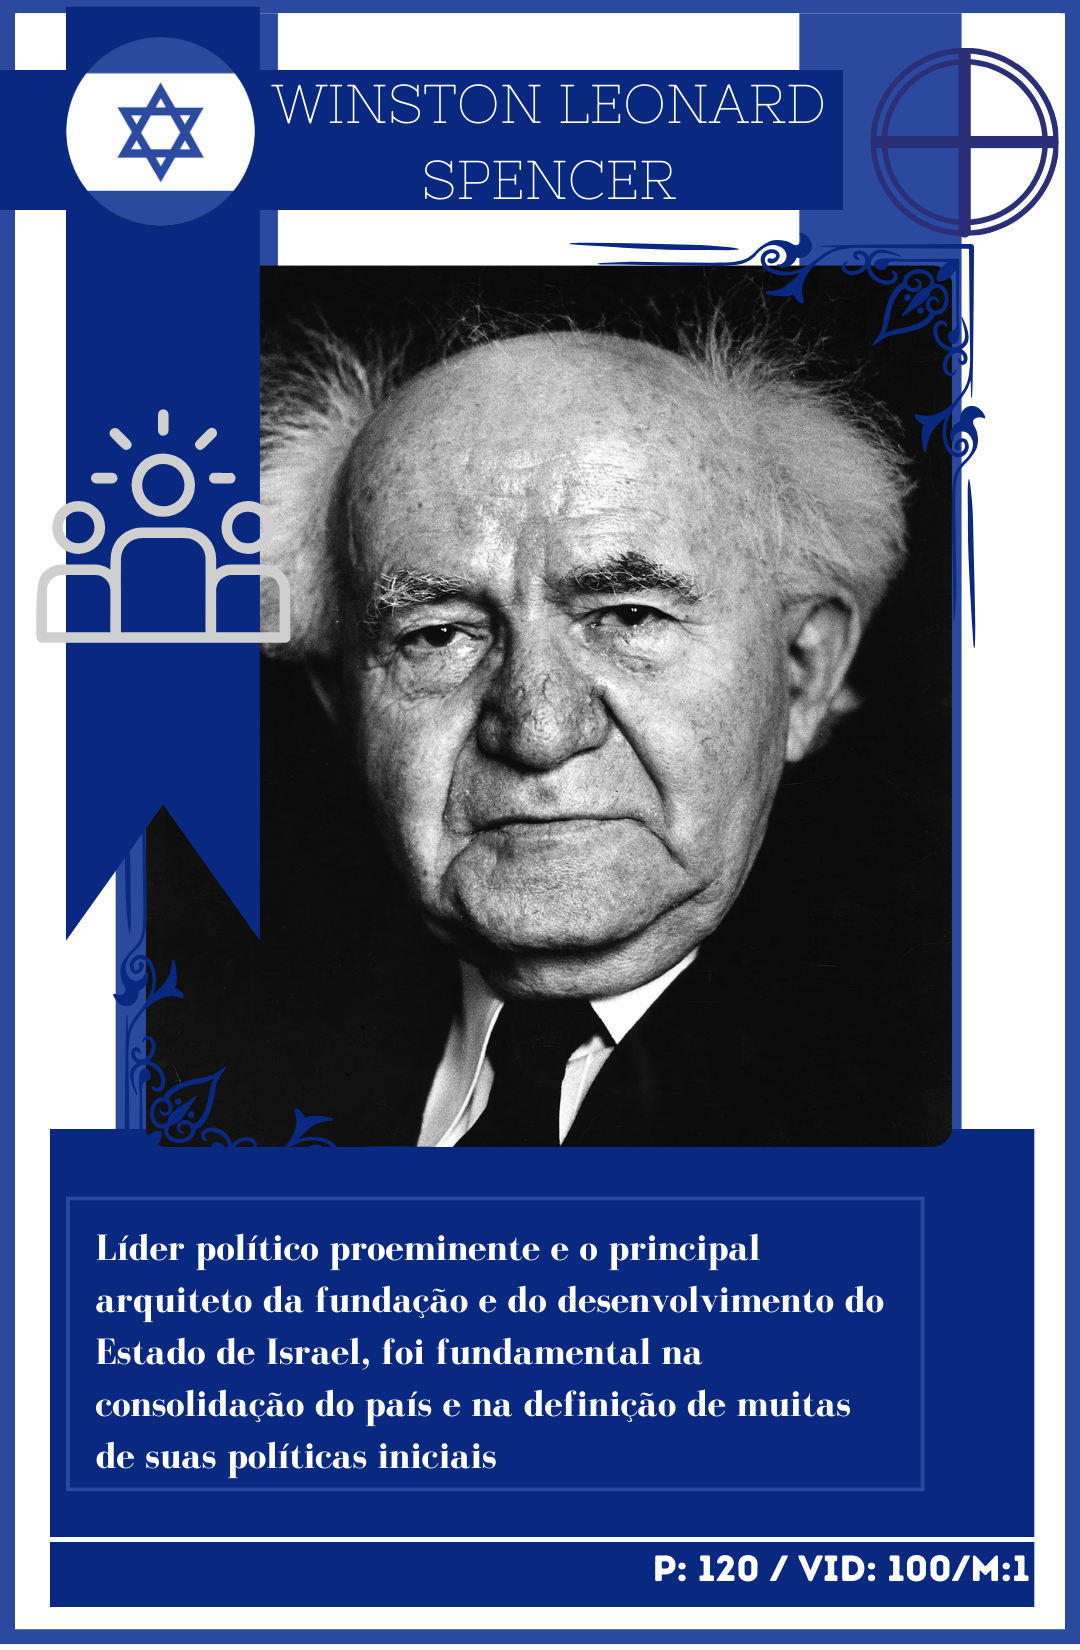 WINSTON LEONARD
SPENCER
Líder político proeminente e o principal
arquiteto da fundação e do desenvolvimento do
Estado de Israel, foi fundamental na
consolidação do país e na definição de muitas
de suas políticas iniciais
P: 120 / VID: 100/M:1